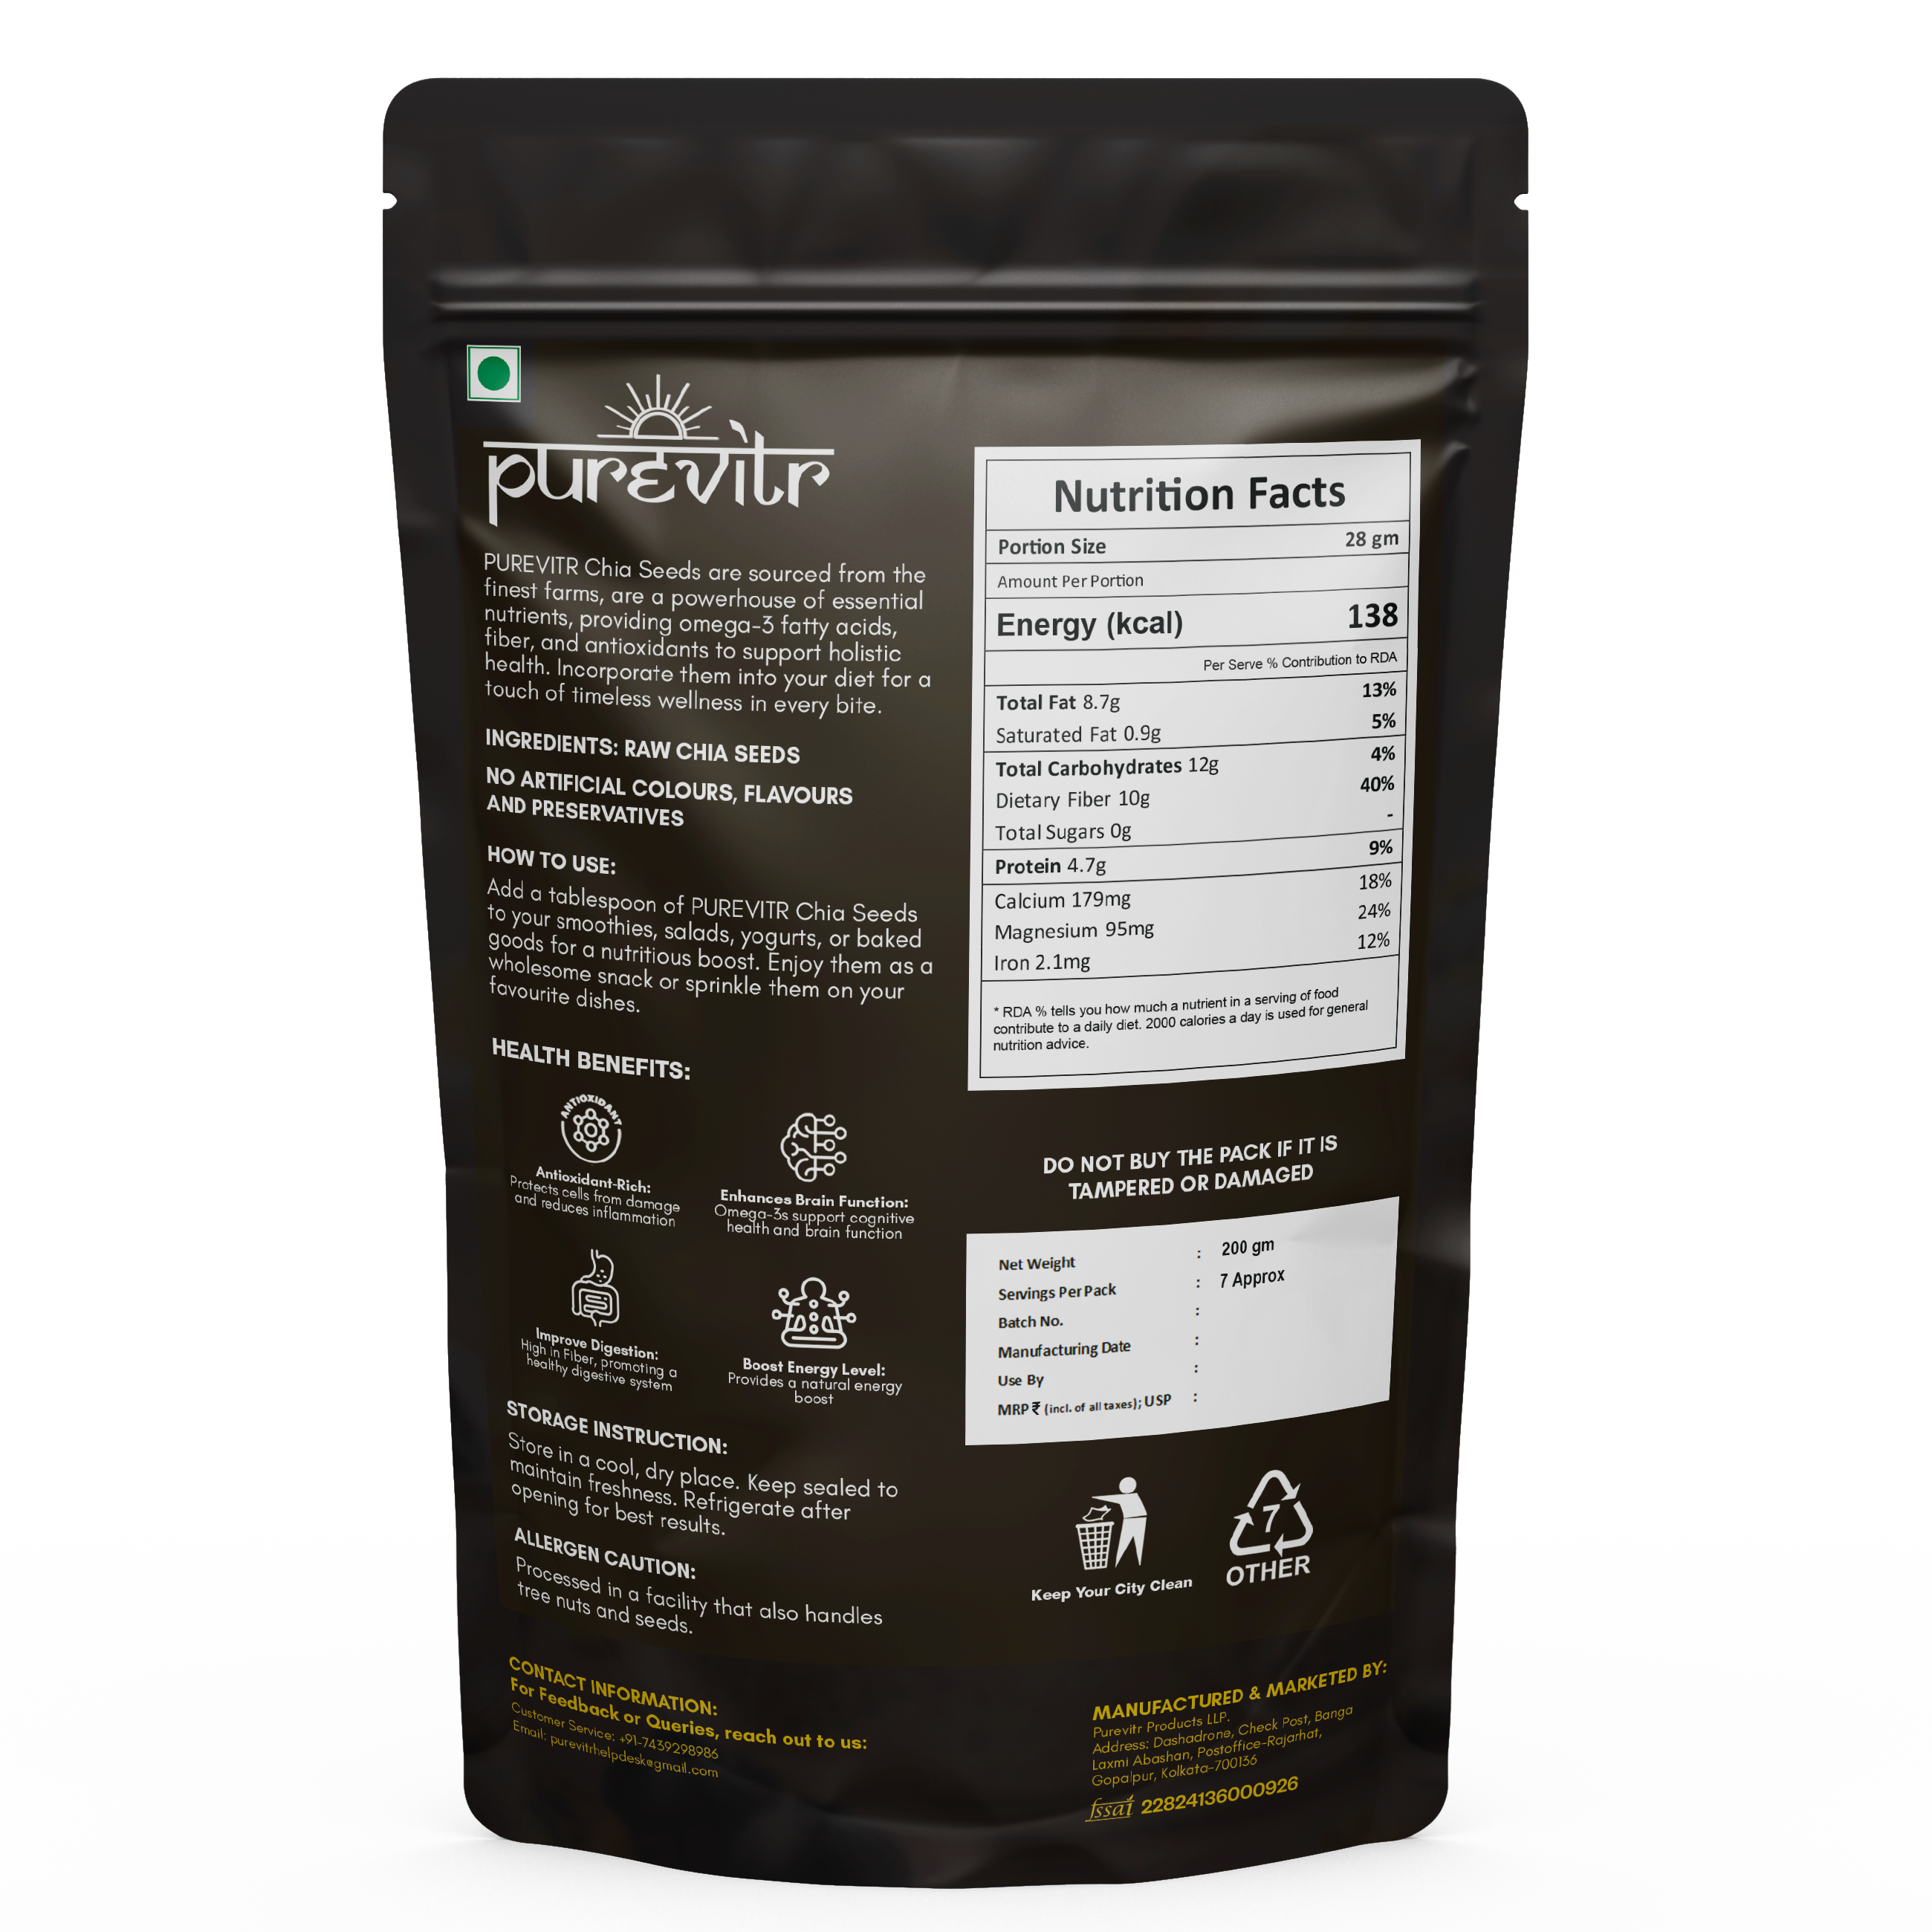 purevitr
PUREVITR Chia Seeds are sourced from the
finest farms, are a powerhouse of essential
nutrients, providing omega-3 fatty acids,
fiber, and antioxidants to support holistic
health. Incorporate them into your diet for a
touch of timeless wellness in every bite.
INGREDIENTS: RAW CHIA SEEDS
NO ARTIFICIAL COLOURS, FLAVOURS
AND PRESERVATIVES
HOW TO USE:
Add a tablespoon of PUREVITR Chia Seeds
to your smoothies, salads, yogurts, or baked
goods for a nutritious boost. Enjoy them as a
wholesome snack or sprinkle them on your
favourite dishes.
HEALTH BENEFITS:
ANTIOXIDANT
Antioxidant-Rich:
Protects cells from damage
and reduces inflammation
Enhances Brain Function:
Omega-3s support cognitive
health and brain function
Improve Digestion:
High in Fiber, promoting a
healthy digestive system
Boost Energy Level:
Provides a natural energy
boost
STORAGE INSTRUCTION:
Store in a cool, dry place. Keep sealed to
maintain freshness. Refrigerate after
opening for best results.
ALLERGEN CAUTION:
Processed in a facility that also handles
tree nuts and seeds.
CONTACT INFORMATION:
For Feedback or Queries, reach out to us:
Customer Service: +91-7439298986
Email: purevitrhelpdesk@gmail.com
Nutrition Facts
Portion Size 28 gm
Amount Per Portion
Energy (kcal) 138
Per Serve % Contribution to RDA
Total Fat 8.7g 13%
Saturated Fat 0.9g 5%
Total Carbohydrates 12g 4%
Dietary Fiber 10g 40%
Total Sugars 0g -
Protein 4.7g 9%
Calcium 179mg 18%
Magnesium 95mg 24%
Iron 2.1mg 12%
* RDA % tells you how much a nutrient in a serving of food
contribute to a daily diet. 2000 calories a day is used for general
nutrition advice.
DO NOT BUY THE PACK IF IT IS
TAMPERED OR DAMAGED
Net Weight : 200 gm
Servings Per Pack : 7 Approx
Batch No. :
Manufacturing Date :
Use By :
MRP ₹ (incl. of all taxes); USP :
Keep Your City Clean
7
OTHER
MANUFACTURED & MARKETED BY:
Purevitr Products LLP.
Address: Dashadrone, Check Post, Banga
Laxmi Abashan, Postoffice-Rajarhat,
Gopalpur, Kolkata-700136
fssai 22824136000926